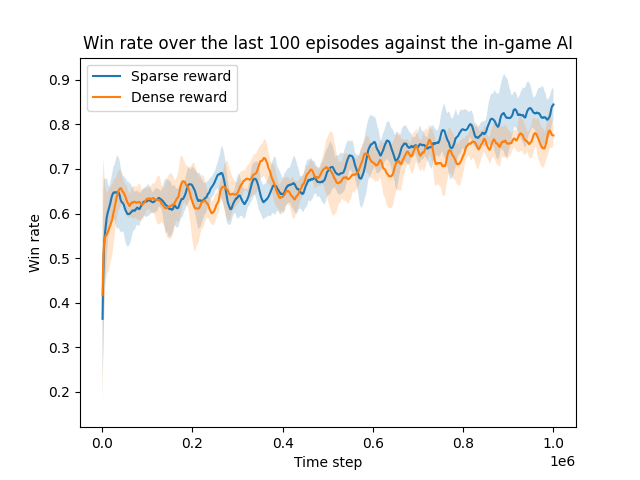 Win rate over the last 100 episodes against the in-game AI
Sparse reward
Dense reward
Win rate
0.9
0.8
0.7
0.6
0.5
0.4
0.3
0.2
0.0 0.2 0.4 0.6 0.8 1.0
1e6
Time step